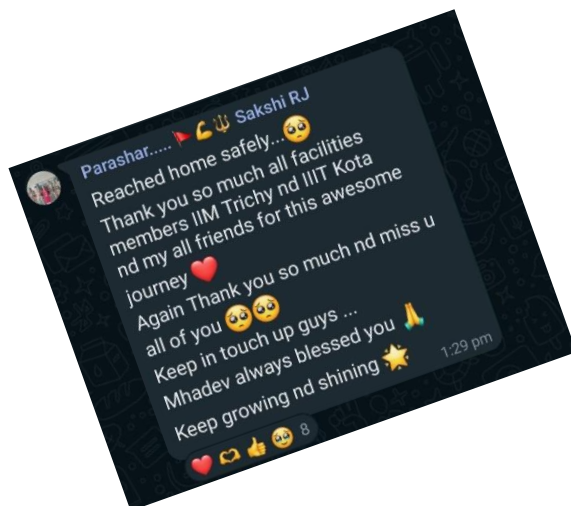 Parashar..... 🚩💪🔱 Sakshi RJ
Reached home safely...🥺
Thank you so much all facilities
members IIM Trichy nd IIIT Kota
nd my all friends for this awesome
journey ❤️
Again Thank you so much nd miss u
all of you 🥺🥺
Keep in touch up guys ...
Mhadev always blessed you 🙏
Keep growing nd shining 🌟
1:29 pm
❤️ 🫶 👍 🥹 8